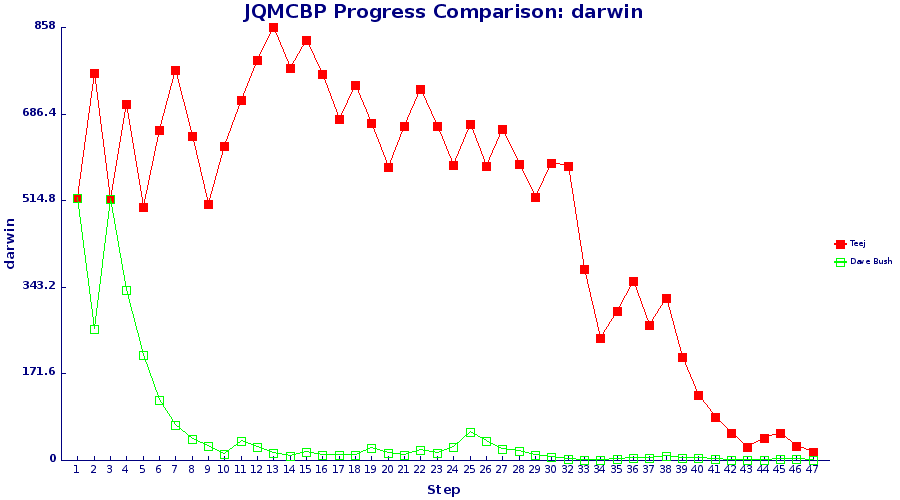 JQMCBP Progress Comparison: darwin
858
686.4
514.8
343.2
171.6
0
darwin
Teej
Dave Bush
1 2 3 4 5 6 7 8 9 10 11 12 13 14 15 16 17 18 19 20 21 22 23 24 25 26 27 28 29 30 32 33 34 35 36 37 38 39 40 41 42 43 44 45 46 47
Step